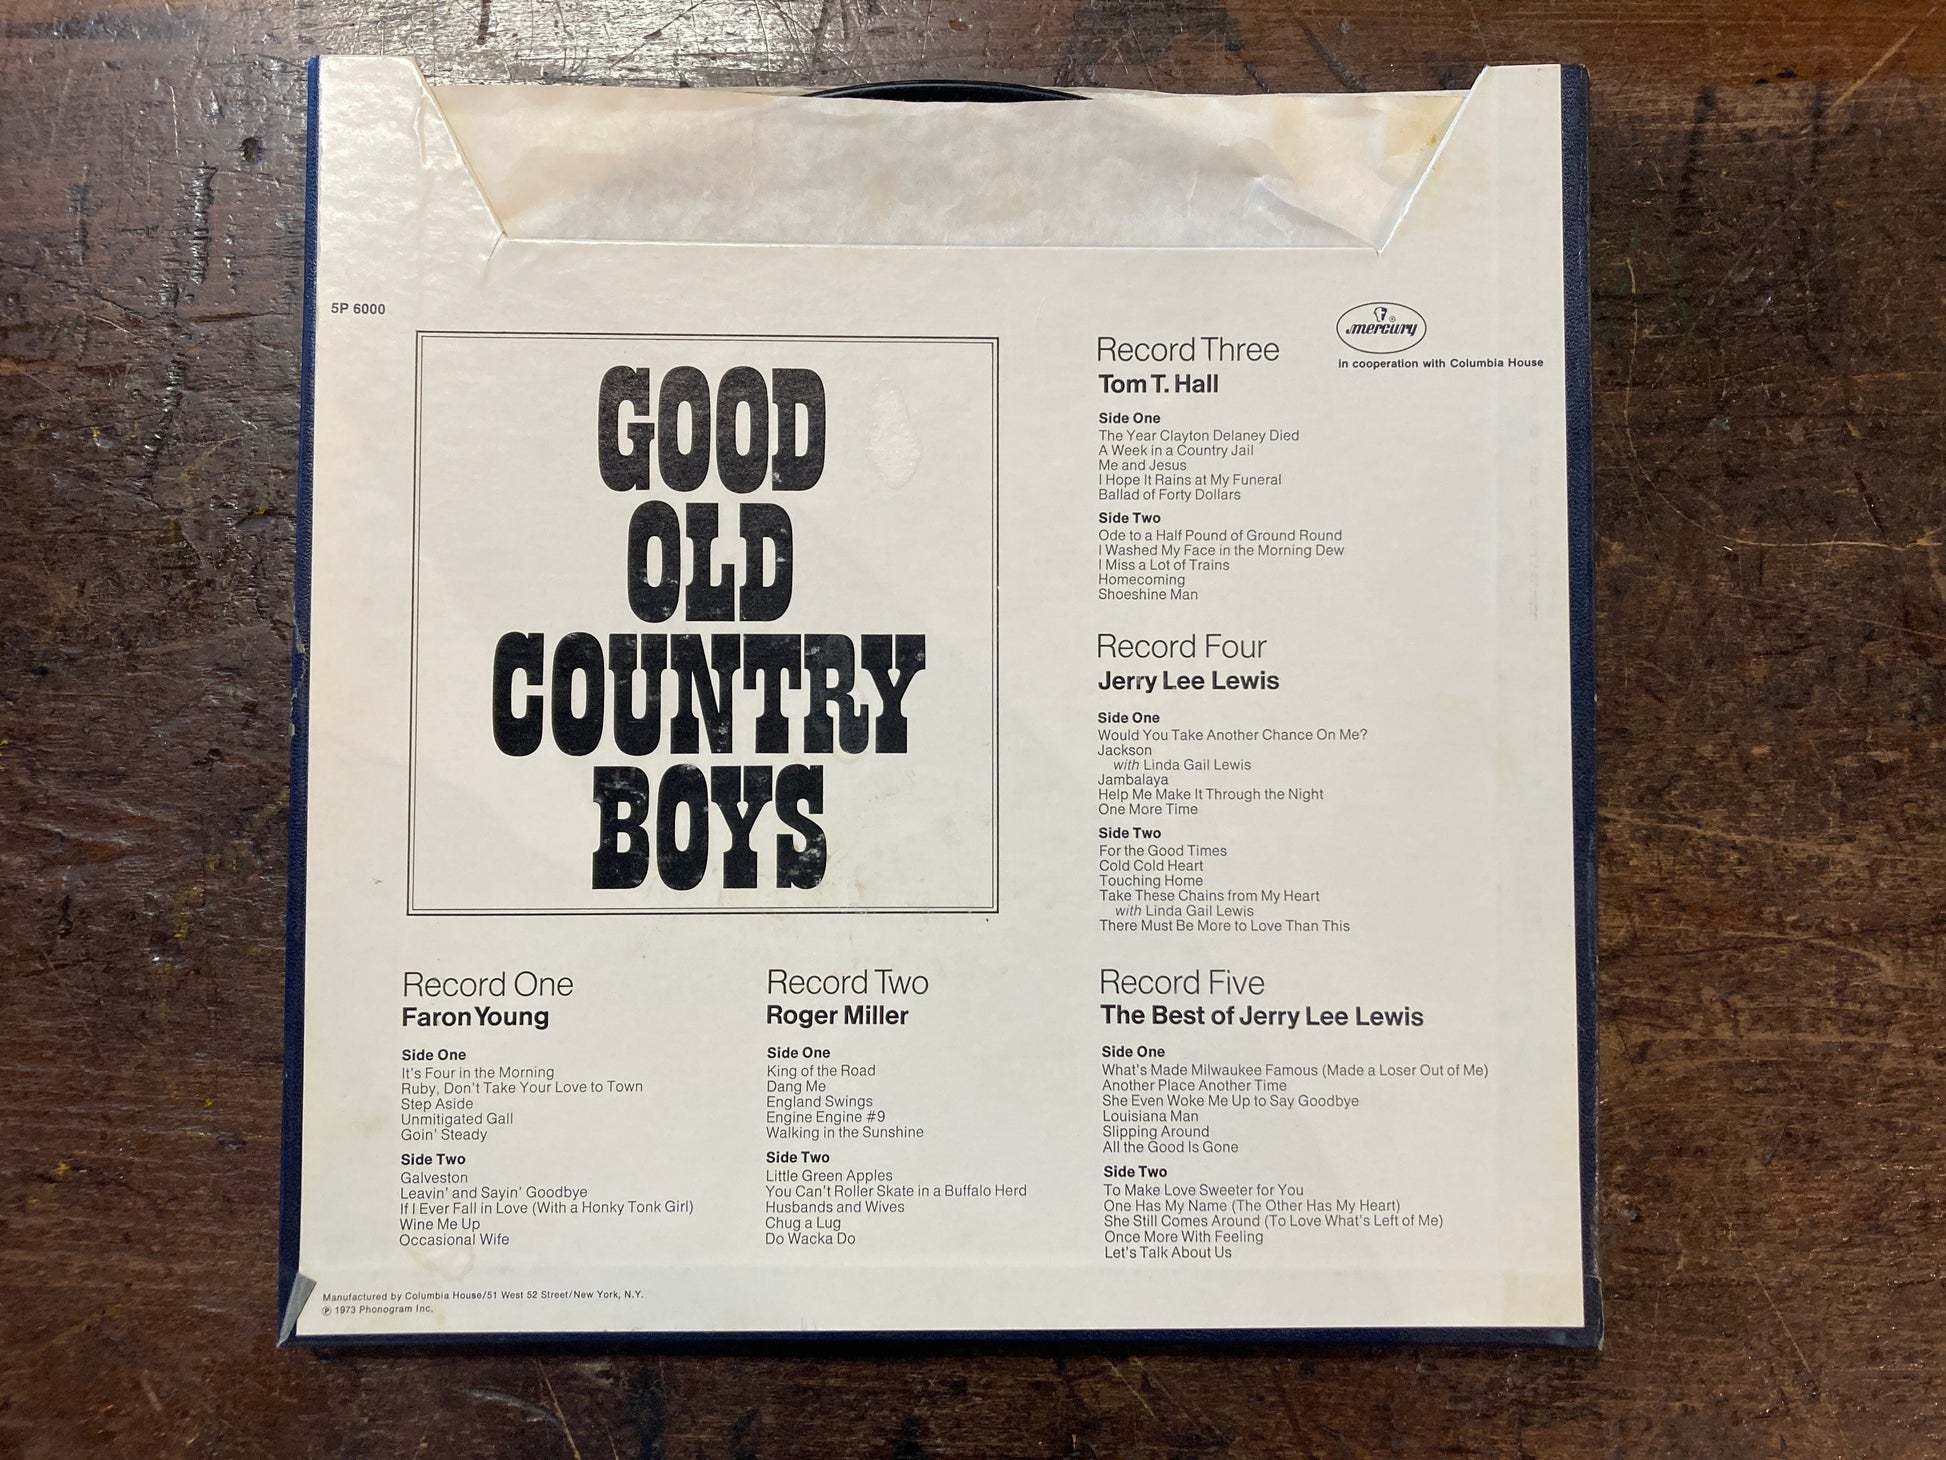 5P 6000
GOOD
OLD
COUNTRY
BOYS
mercury
in cooperation with Columbia House
Record One
Faron Young
Side One
It's Four in the Morning
Ruby, Don't Take Your Love to Town
Step Aside
Unmitigated Gall
Goin' Steady
Side Two
Galveston
Leavin' and Sayin' Goodbye
If I Ever Fall in Love (With a Honky Tonk Girl)
Wine Me Up
Occasional Wife
Record Two
Roger Miller
Side One
King of the Road
Dang Me
England Swings
Engine Engine #9
Walking in the Sunshine
Side Two
Little Green Apples
You Can't Roller Skate in a Buffalo Herd
Husbands and Wives
Chug a Lug
Do Wacka Do
Record Three
Tom T. Hall
Side One
The Year Clayton Delaney Died
A Week in a Country Jail
Me and Jesus
I Hope It Rains at My Funeral
Ballad of Forty Dollars
Side Two
Ode to a Half Pound of Ground Round
I Washed My Face in the Morning Dew
I Miss a Lot of Trains
Homecoming
Shoeshine Man
Record Four
Jerry Lee Lewis
Side One
Would You Take Another Chance On Me?
Jackson
with Linda Gail Lewis
Jambalaya
Help Me Make It Through the Night
One More Time
Side Two
For the Good Times
Cold Cold Heart
Touching Home
Take These Chains from My Heart
with Linda Gail Lewis
There Must Be More to Love Than This
Record Five
The Best of Jerry Lee Lewis
Side One
What's Made Milwaukee Famous (Made a Loser Out of Me)
Another Place Another Time
She Even Woke Me Up to Say Goodbye
Louisiana Man
Slipping Around
All the Good Is Gone
Side Two
To Make Love Sweeter for You
One Has My Name (The Other Has My Heart)
She Still Comes Around (To Love What's Left of Me)
Once More With Feeling
Let's Talk About Us
Manufactured by Columbia House/51 West 52 Street/New York, N.Y.
℗ 1973 Phonogram Inc.